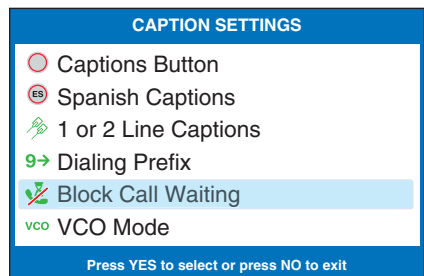 CAPTION SETTINGS
Captions Button
ES Spanish Captions
1 or 2 Line Captions
9→ Dialing Prefix
Block Call Waiting
VCO VCO Mode
Press YES to select or press NO to exit